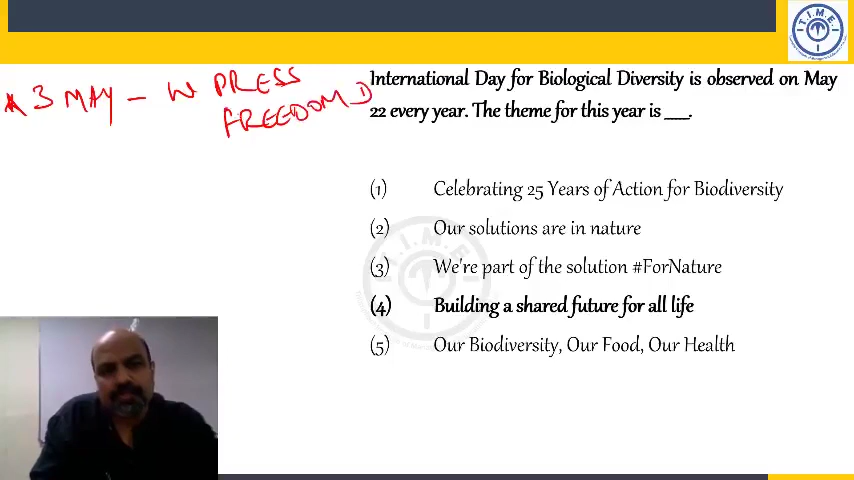 T.I.M.E.
3 MAY - W PRESS
FREEDOM D
International Day for Biological Diversity is observed on May
22 every year. The theme for this year is ___.
(1) Celebrating 25 Years of Action for Biodiversity
(2) Our solutions are in nature
(3) We're part of the solution #ForNature
(4) Building a shared future for all life
(5) Our Biodiversity, Our Food, Our Health